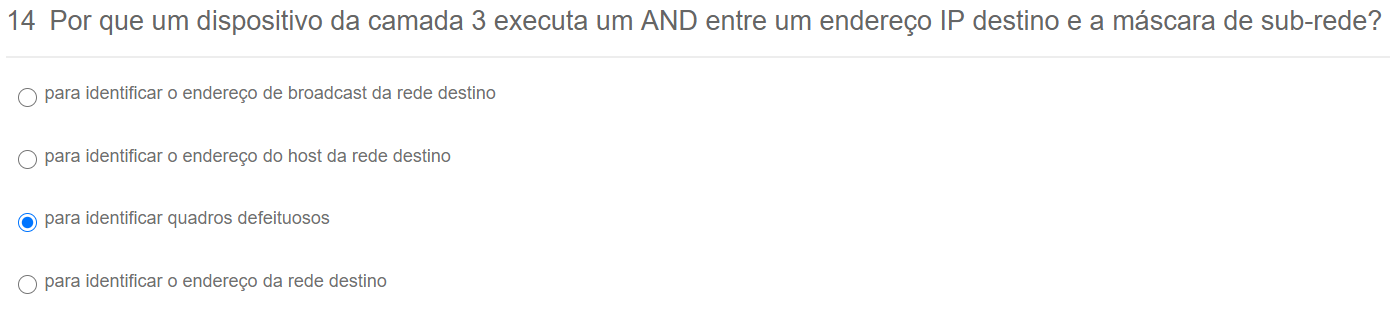 14 Por que um dispositivo da camada 3 executa um AND entre um endereço IP destino e a máscara de sub-rede?
para identificar o endereço de broadcast da rede destino
para identificar o endereço do host da rede destino
para identificar quadros defeituosos
para identificar o endereço da rede destino